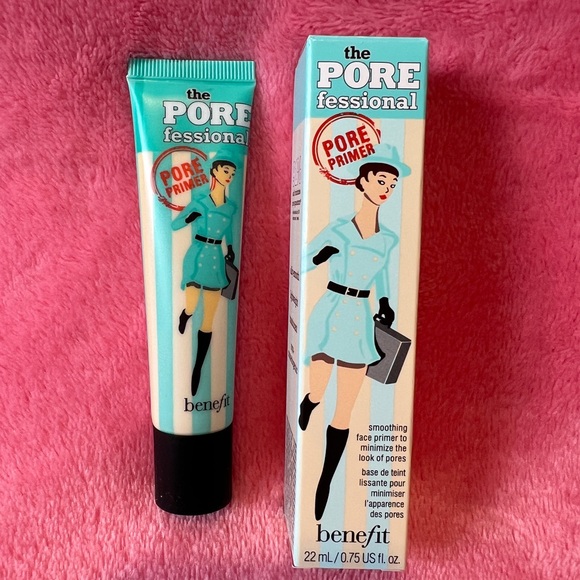 the
PORE
fessional
PORE
PRIMER
benefit
the
PORE
fessional
PORE
PRIMER
smoothing
face primer to
minimize the
look of pores
base de teint
lissante pour
minimiser
l'apparence
des pores
benefit
22 mL/0.75 US fl. oz.